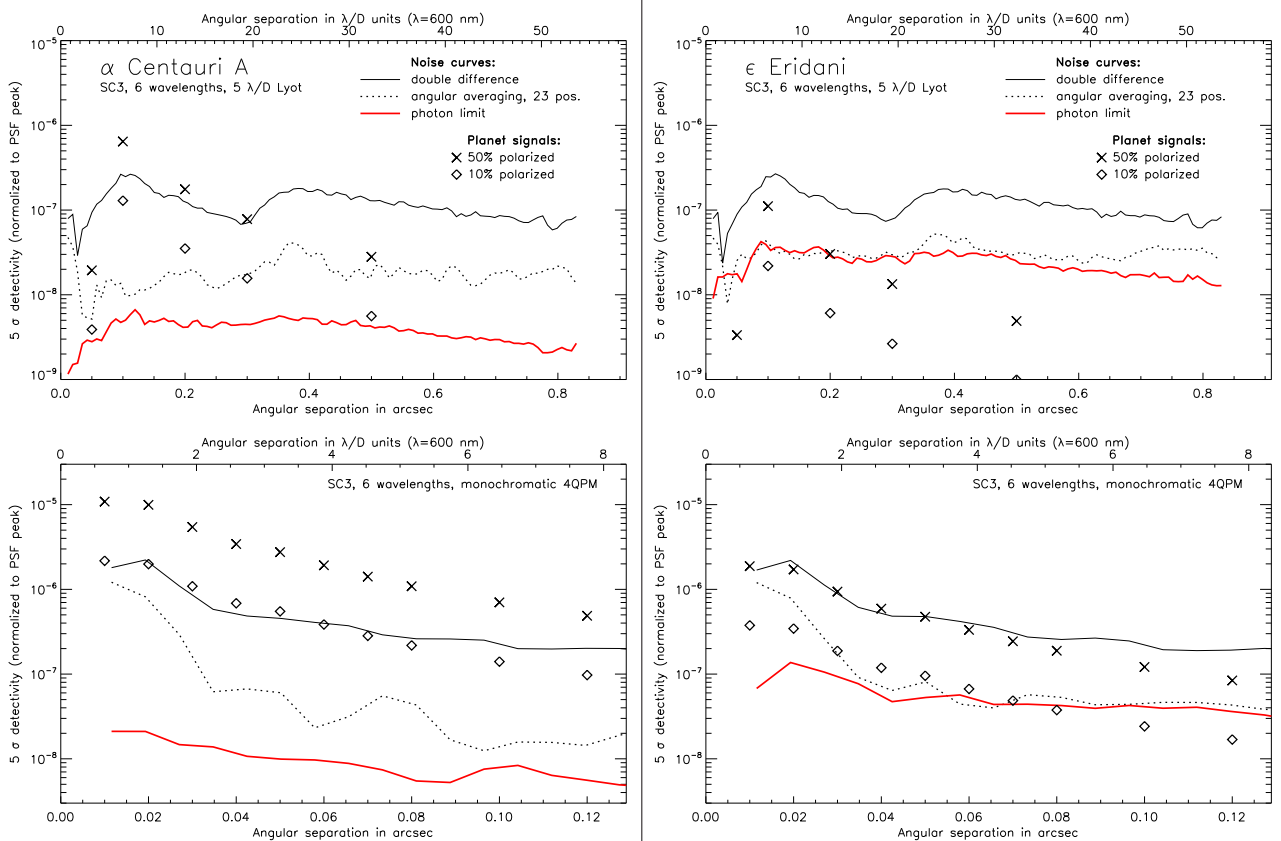 Angular separation in λ/D units (λ=600 nm)
0 10 20 30 40 50
10⁻⁵
10⁻⁶
10⁻⁷
10⁻⁸
10⁻⁹
5 σ detectivity (normalized to PSF peak)
α Centauri A
SC3, 6 wavelengths, 5 λ/D Lyot
Noise curves:
double difference
angular averaging, 23 pos.
photon limit
Planet signals:
50% polarized
10% polarized
0.0 0.2 0.4 0.6 0.8
Angular separation in arcsec
Angular separation in λ/D units (λ=600 nm)
0 10 20 30 40 50
10⁻⁵
10⁻⁶
10⁻⁷
10⁻⁸
10⁻⁹
5 σ detectivity (normalized to PSF peak)
ϵ Eridani
SC3, 6 wavelengths, 5 λ/D Lyot
Noise curves:
double difference
angular averaging, 23 pos.
photon limit
Planet signals:
50% polarized
10% polarized
0.0 0.2 0.4 0.6 0.8
Angular separation in arcsec
Angular separation in λ/D units (λ=600 nm)
0 2 4 6 8
SC3, 6 wavelengths, monochromatic 4QPM
10⁻⁵
10⁻⁶
10⁻⁷
10⁻⁸
5 σ detectivity (normalized to PSF peak)
0.00 0.02 0.04 0.06 0.08 0.10 0.12
Angular separation in arcsec
Angular separation in λ/D units (λ=600 nm)
0 2 4 6 8
SC3, 6 wavelengths, monochromatic 4QPM
10⁻⁵
10⁻⁶
10⁻⁷
10⁻⁸
5 σ detectivity (normalized to PSF peak)
0.00 0.02 0.04 0.06 0.08 0.10 0.12
Angular separation in arcsec